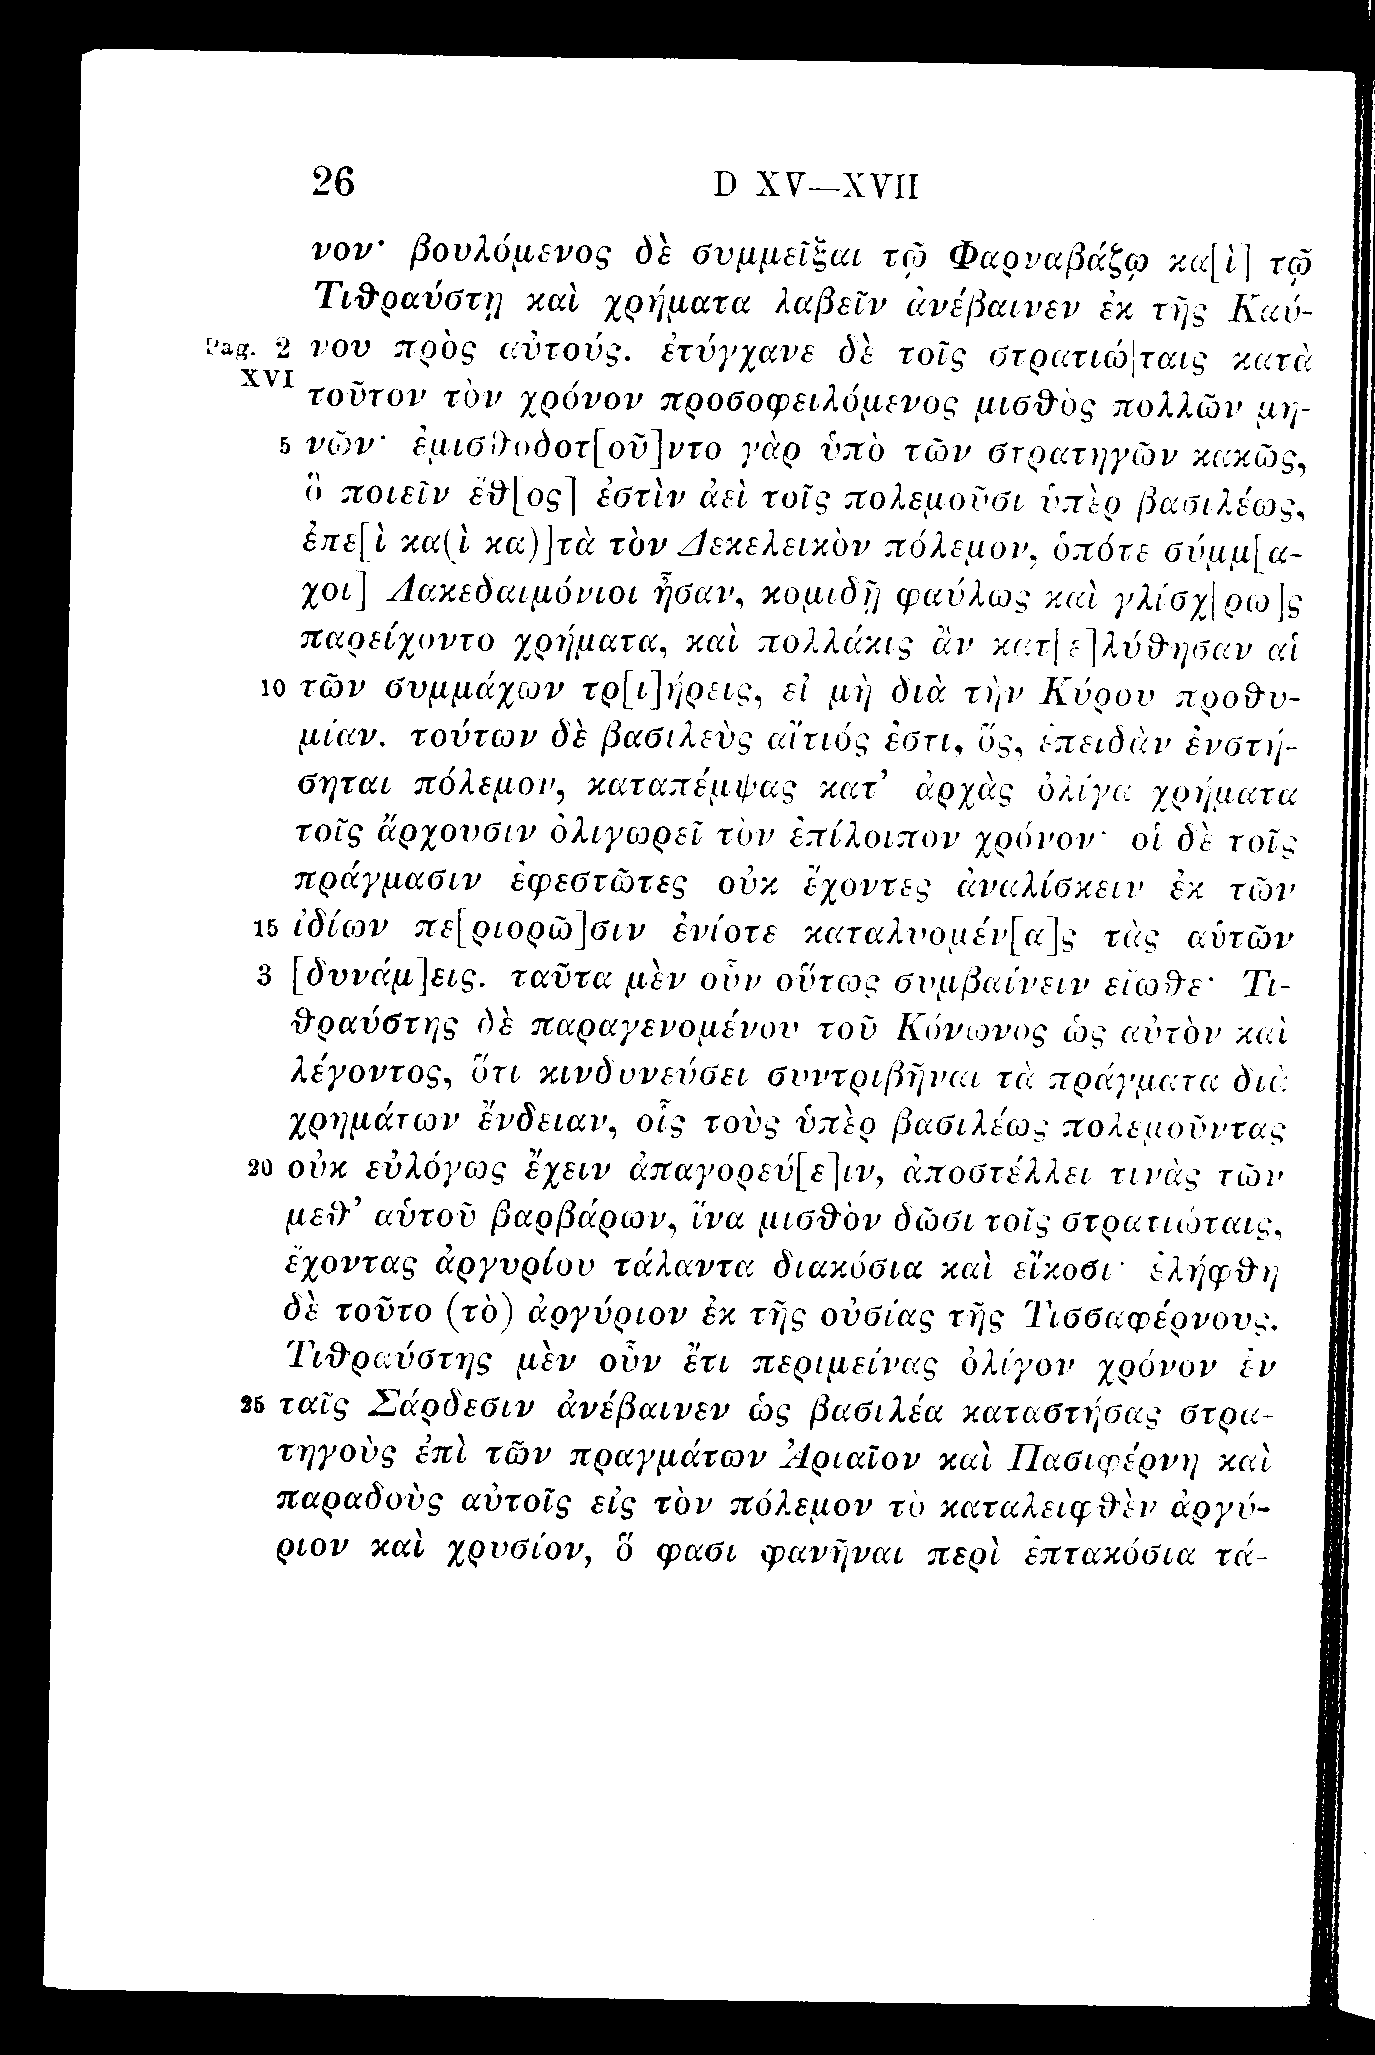 26 D XV—XVII
νον· βουλόμενος δὲ συμμεῖξαι τῷ Φαρναβάζῳ κα[ὶ] τῷ
Τιθραύστῃ καὶ χρήματα λαβεῖν ἀνέβαινεν ἐκ τῆς Καύ-
Pag. 2 νου πρὸς αὐτούς. ἐτύγχανε δὲ τοῖς στρατιώ|ταις κατὰ
XVI τοῦτον τὸν χρόνον προσοφειλόμενος μισθὸς πολλῶν μη-
5 νῶν· ἐμισθοδοτ[οῦ]ντο γὰρ ὑπὸ τῶν στρατηγῶν κακῶς,
ὃ ποιεῖν ἔθ[ος] ἐστὶν ἀεὶ τοῖς πολεμοῦσι ὑπὲρ βασιλέως,
ἐπε[ὶ κα(ὶ κα)]τὰ τὸν Δεκελεικὸν πόλεμον, ὁπότε σύμμ[α-
χοι] Λακεδαιμόνιοι ἦσαν, κομιδῇ φαύλως καὶ γλίσχ[ρω]ς
παρείχοντο χρήματα, καὶ πολλάκις ἂν κατ[ε]λύθησαν αἱ
10 τῶν συμμάχων τρ[ι]ήρεις, εἰ μὴ διὰ τὴν Κύρου προθυ-
μίαν. τούτων δὲ βασιλεὺς αἴτιός ἐστι, ὅς, ἐπειδὰν ἐνστή-
σηται πόλεμον, καταπέμψας κατ’ ἀρχὰς ὀλίγα χρήματα
τοῖς ἄρχουσιν ὀλιγωρεῖ τὸν ἐπίλοιπον χρόνον· οἱ δὲ τοῖς
πράγμασιν ἐφεστῶτες οὐκ ἔχοντες ἀναλίσκειν ἐκ τῶν
15 ἰδίων πε[ριορῶ]σιν ἐνίοτε καταλυομέν[α]ς τὰς αὑτῶν
3 [δυνάμ]εις. ταῦτα μὲν οὖν οὕτως συμβαίνειν εἴωθε· Τι-
θραύστης δὲ παραγενομένου τοῦ Κόνωνος ὡς αὐτὸν καὶ
λέγοντος, ὅτι κινδυνεύσει συντριβῆναι τὰ πράγματα διὰ
χρημάτων ἔνδειαν, οἷς τοὺς ὑπὲρ βασιλέως πολεμοῦντας
20 οὐκ εὐλόγως ἔχειν ἀπαγορεύ[ε]ιν, ἀποστέλλει τινὰς τῶν
μεθ’ αὑτοῦ βαρβάρων, ἵνα μισθὸν δῶσι τοῖς στρατιώταις,
ἔχοντας ἀργυρίου τάλαντα διακόσια καὶ εἴκοσι· ἐλήφθη
δὲ τοῦτο (τὸ) ἀργύριον ἐκ τῆς οὐσίας τῆς Τισσαφέρνους.
Τιθραύστης μὲν οὖν ἔτι περιμείνας ὀλίγον χρόνον ἐν
25 ταῖς Σάρδεσιν ἀνέβαινεν ὡς βασιλέα καταστήσας στρα-
τηγοὺς ἐπὶ τῶν πραγμάτων Ἀριαῖον καὶ Πασιφέρνη καὶ
παραδοὺς αὐτοῖς εἰς τὸν πόλεμον τὸ καταλειφθὲν ἀργύ-
ριον καὶ χρυσίον, ὅ φασι φανῆναι περὶ ἑπτακόσια τά-